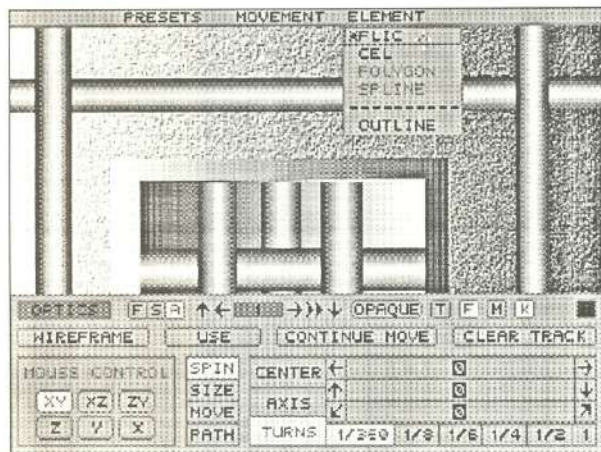 PRESETS MOVEMENT ELEMENT
*FLIC
CEL
POLYGON
SPLINE
OUTLINE
OPTICS F S A ↑ ← 1 → →→ ↓ OPAQUE T F M K
WIREFRAME USE CONTINUE MOVE CLEAR TRACK
MOUSE CONTROL
XY XZ ZY
Z Y X
SPIN
SIZE
MOVE
PATH
CENTER ← 0 →
AXIS ↑ 0 ↓
↙ 0 ↗
TURNS 1/360 1/8 1/6 1/4 1/2 1